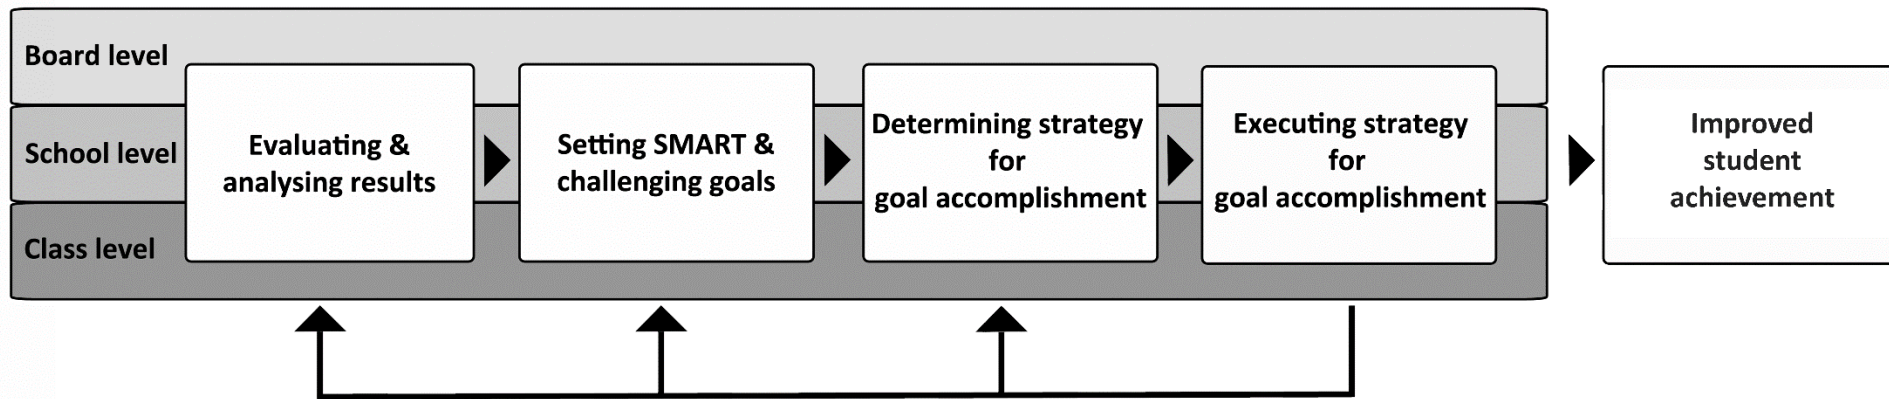 Board level
School level
Class level
Evaluating &
analysing results
Setting SMART &
challenging goals
Determining strategy
for
goal accomplishment
Executing strategy
for
goal accomplishment
Improved
student
achievement